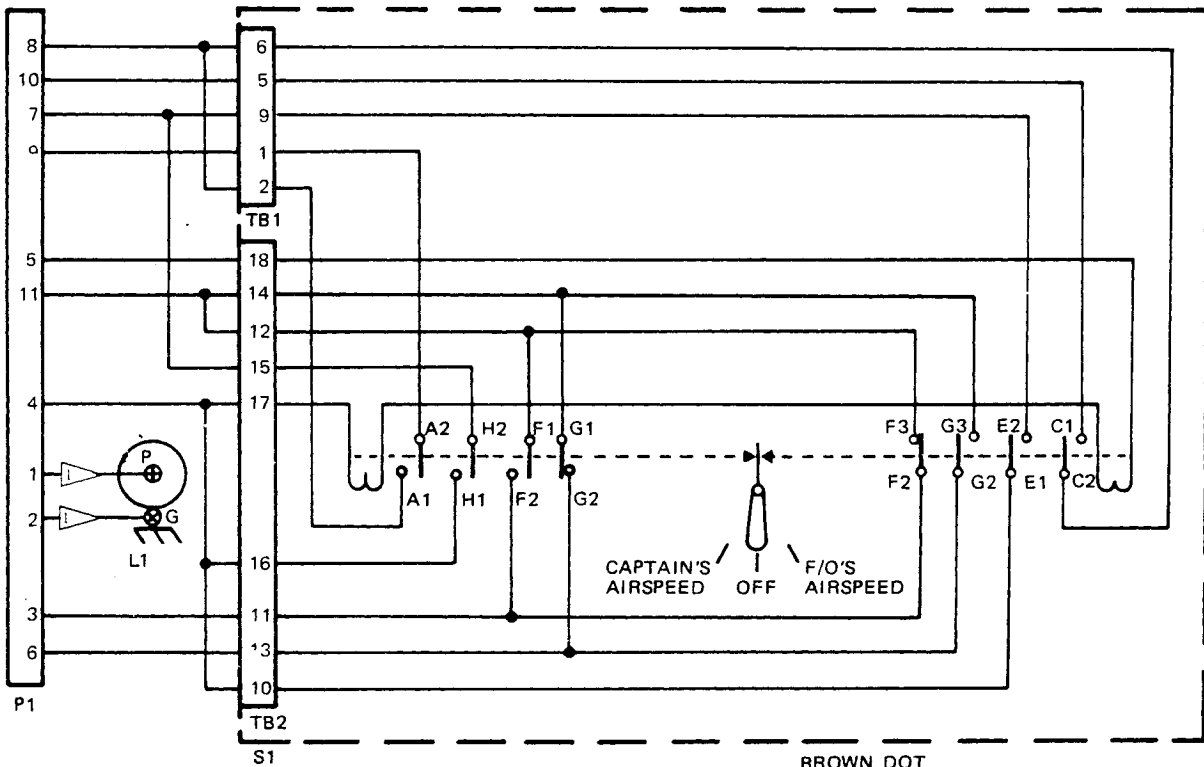 8
6
10
5
7
9
1
2
TB1
5
18
11
14
12
15
4
17
A2
H2
F1
G1
F3
G3
E2
C1
P
1
A1
H1
F2
G2
F2
G2
E1
C2
2
G
L1
16
CAPTAIN'S
AIRSPEED
OFF
F/O'S
AIRSPEED
3
11
6
13
10
P1
TB2
S1
BROWN DOT